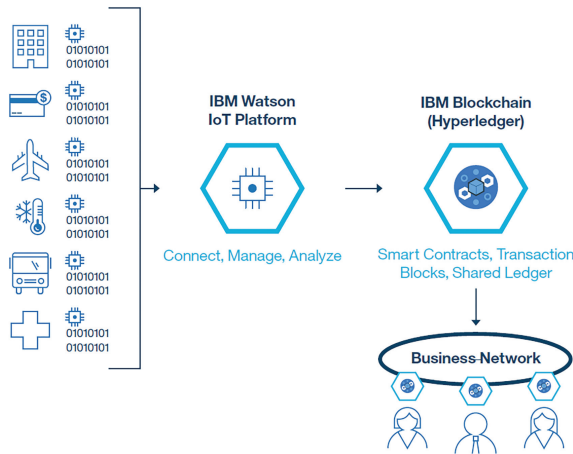 01010101
01010101
01010101
01010101
01010101
01010101
01010101
01010101
01010101
01010101
01010101
01010101
IBM Watson
IoT Platform
Connect, Manage, Analyze
IBM Blockchain
(Hyperledger)
Smart Contracts, Transaction
Blocks, Shared Ledger
Business Network
$